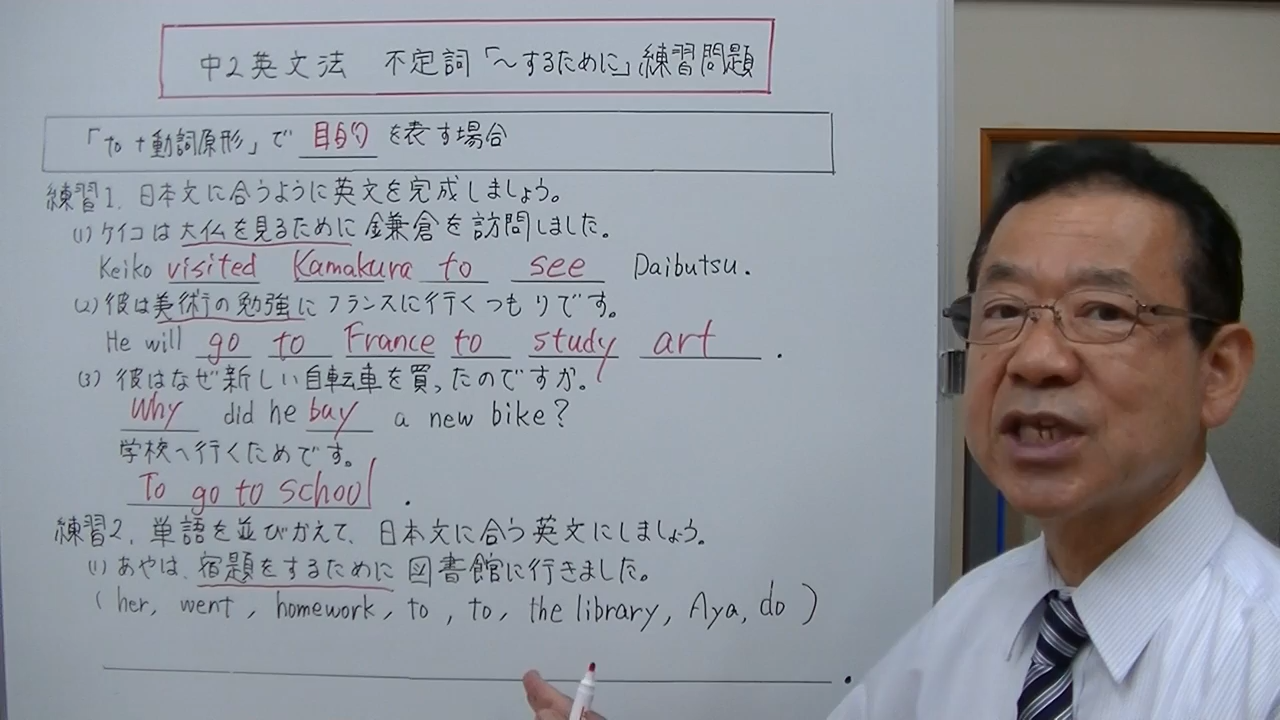 中2英文法 不定詞「~するために」練習問題
「to+動詞原形」で 目的 を表す場合
練習1.日本文に合うように英文を完成しましょう。
(1)ケイコは大仏を見るために金兼倉を訪問しました。
Keiko visited Kamakura to see Daibutsu.
(2)彼は美術の勉強にフランスに行くつもりです。
He will go to France to study art.
(3)彼はなぜ新しい自転車を買ったのですか。
Why did he buy a new bike?
学校へ行くためです。
To go to school.
練習2.単語を並びかえて、日本文に合う英文にしましょう。
(1)あやは、宿題をするために図書館に行きました。
(her, went, homework, to, to, the library, Aya, do)